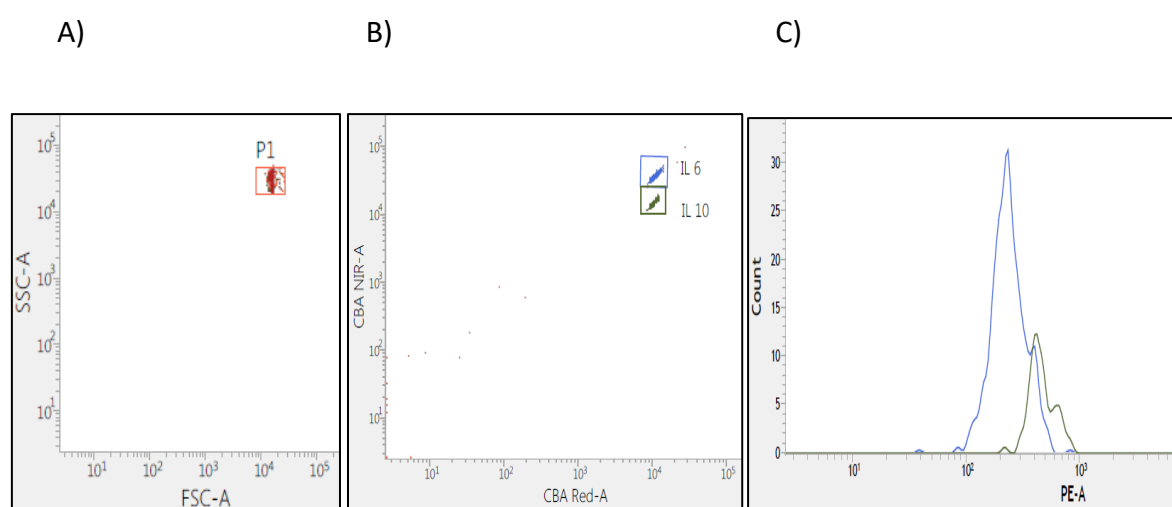 A)
B)
C)
P1
10⁵
10⁴
10³
10²
10¹
SSC-A
10¹ 10² 10³ 10⁴ 10⁵
FSC-A
IL 6
IL 10
10⁵
10⁴
10³
10²
10¹
CBA NIR-A
10¹ 10² 10³ 10⁴ 10⁵
CBA Red-A
30
25
20
15
10
5
0
Count
10¹ 10² 10³
PE-A